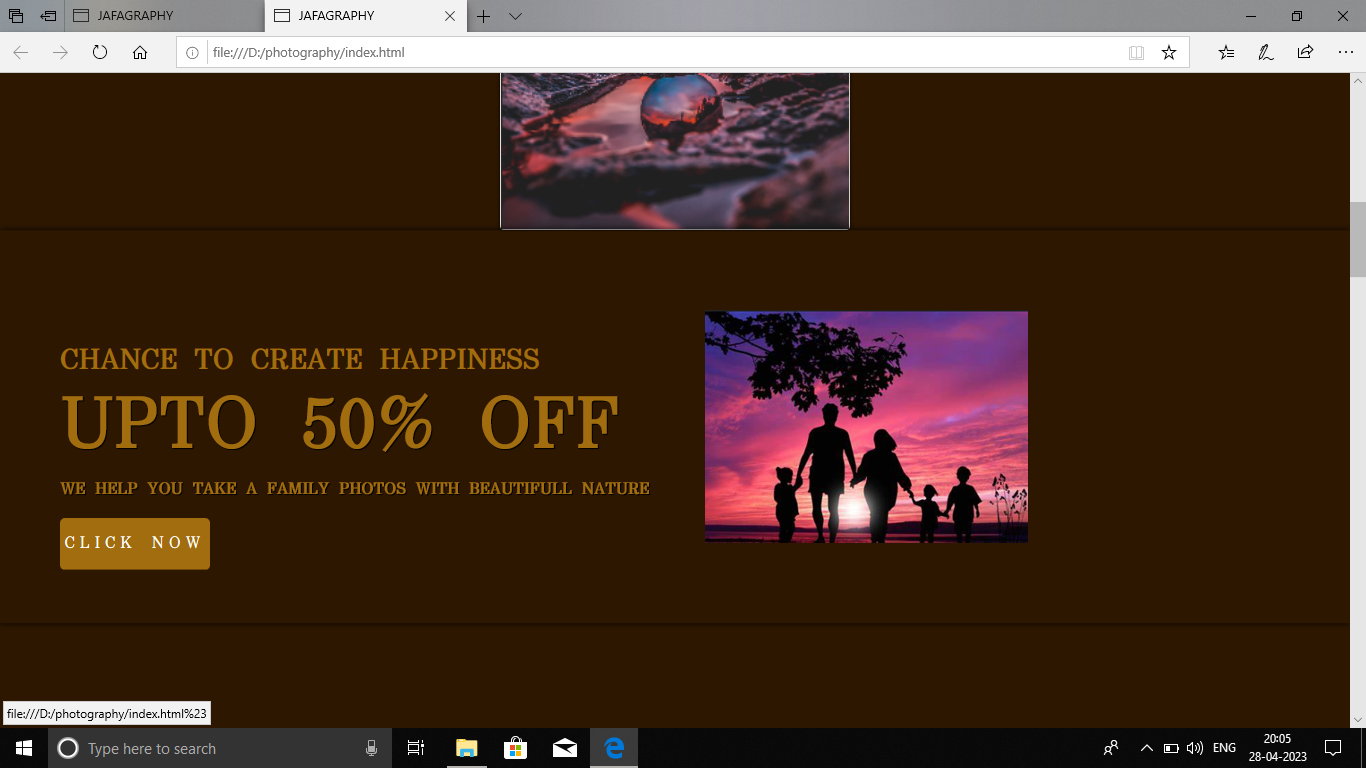 JAFAGRAPHY
JAFAGRAPHY
file:///D:/photography/index.html
CHANCE TO CREATE HAPPINESS
UPTO 50% OFF
WE HELP YOU TAKE A FAMILY PHOTOS WITH BEAUTIFULL NATURE
CLICK NOW
file:///D:/photography/index.html%23
Type here to search
ENG
20:05
28-04-2023